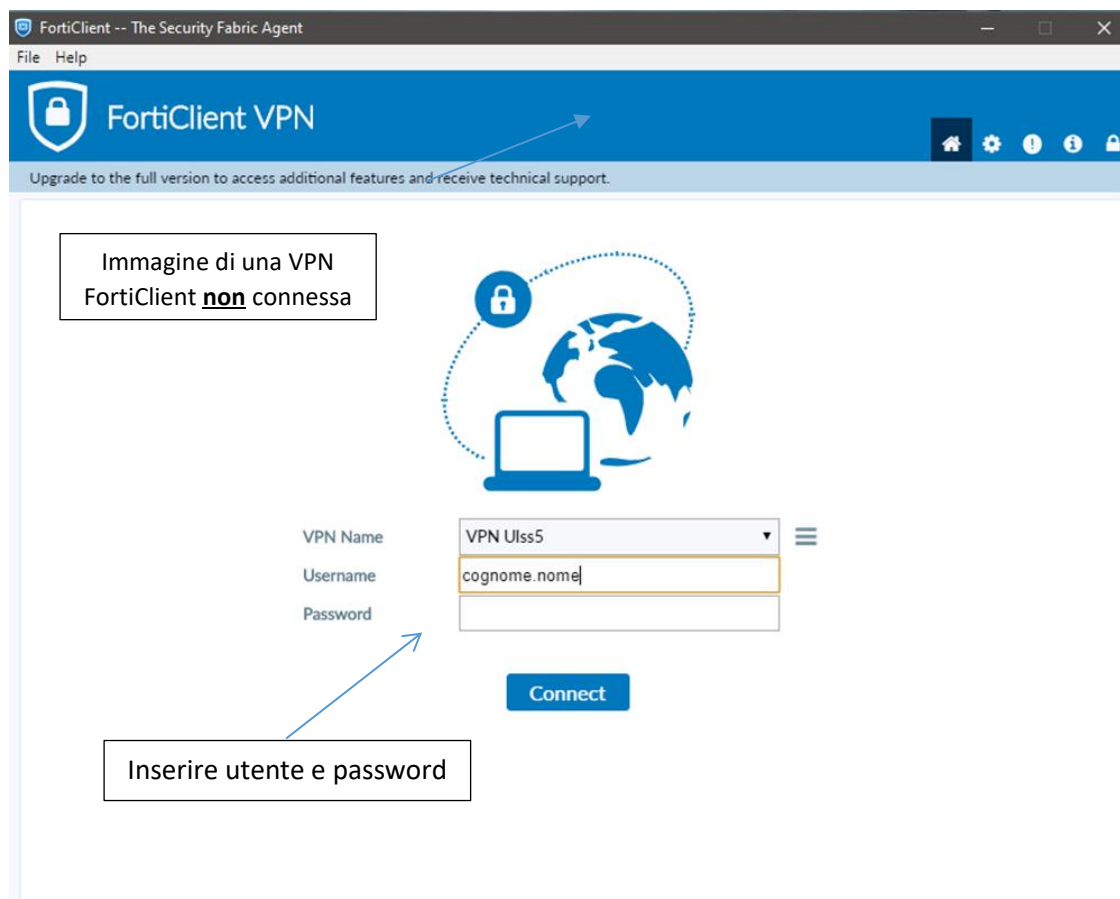 FortiClient -- The Security Fabric Agent
File Help
FortiClient VPN
Upgrade to the full version to access additional features and receive technical support.
Immagine di una VPN
FortiClient non connessa
VPN Name VPN Ulss5
Username cognome.nome
Password
Connect
Inserire utente e password